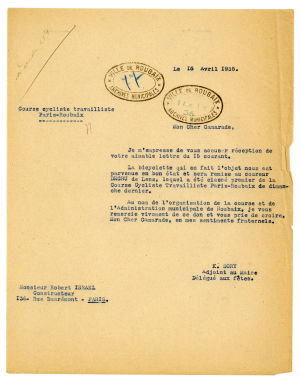 VILLE DE ROUBAIX
ARCHIVES MUNICIPALES
VILLE DE ROUBAIX
ARCHIVES MUNICIPALES
Le 16 Avril 1938.
Course cycliste travailliste
Paris-Roubaix
Mon Cher Camarade,
Je m'empresse de vous accuser réception de
votre aimable lettre du 15 courant.
La bicyclette qui en fait l'objet nous est
parvenue en bon état et sera remise au coureur
de Lens, lequel a été classé premier de la
Course Cycliste Travailliste Paris-Roubaix de diman-
che dernier.
Au nom de l'organisation de la course et de
l'Administration municipale de Roubaix, je vous
remercie vivement de ce don et vous prie de croire,
Mon Cher Camarade, en mes sentiments fraternels.
SORY
Adjoint au Maire
Délégué aux fêtes.
Monsieur Robert ISRAEL
Constructeur
136, Rue Damrémont - PARIS.